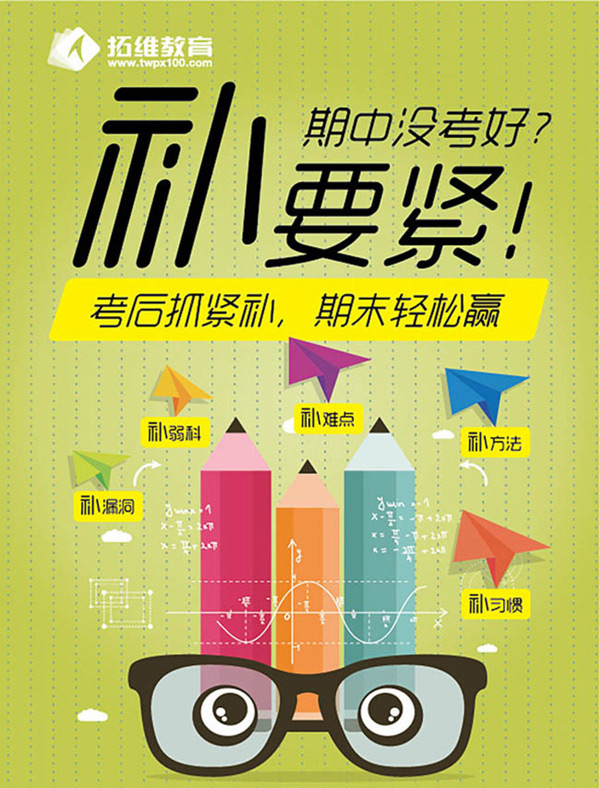 拓维教育
www.twpx100.com
期中没考好?
补要紧!
考后抓紧补, 期末轻松赢
补弱科
补难点
补方法
补漏洞
补习惯
y
x
0
-1